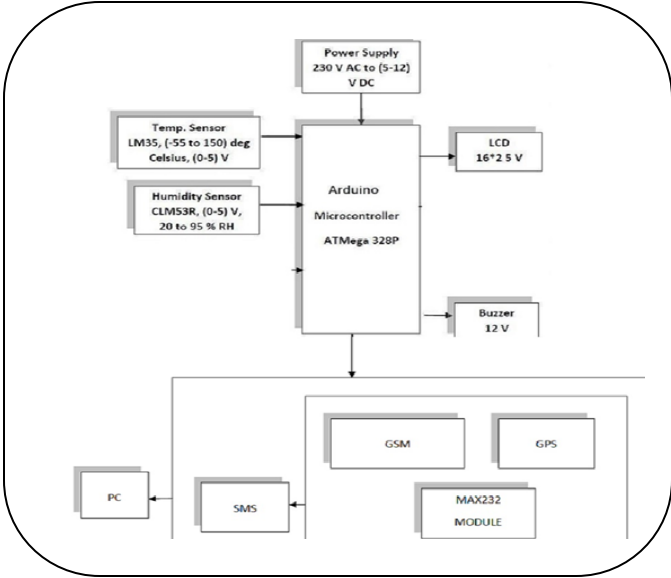 Power Supply
230 V AC to (5-12)
V DC
Temp. Sensor
LM35, (-55 to 150) deg
Celsius, (0-5) V
LCD
16*2 5 V
Humidity Sensor
CLM53R, (0-5) V,
20 to 95 % RH
Arduino
Microcontroller
ATMega 328P
Buzzer
12 V
GSM
GPS
PC
SMS
MAX232
MODULE